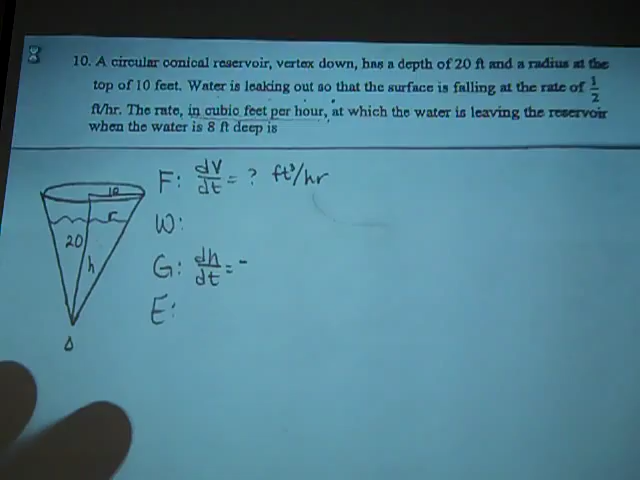 8
10. A circular conical reservoir, vertex down, has a depth of 20 ft and a radius at the
top of 10 feet. Water is leaking out so that the surface is falling at the rate of 1/2
ft/hr. The rate, in cubic feet per hour, at which the water is leaving the reservoir
when the water is 8 ft deep is
F: dV/dt = ? ft³/hr
10
r
W:
20
h
G: dh/dt = -
E: